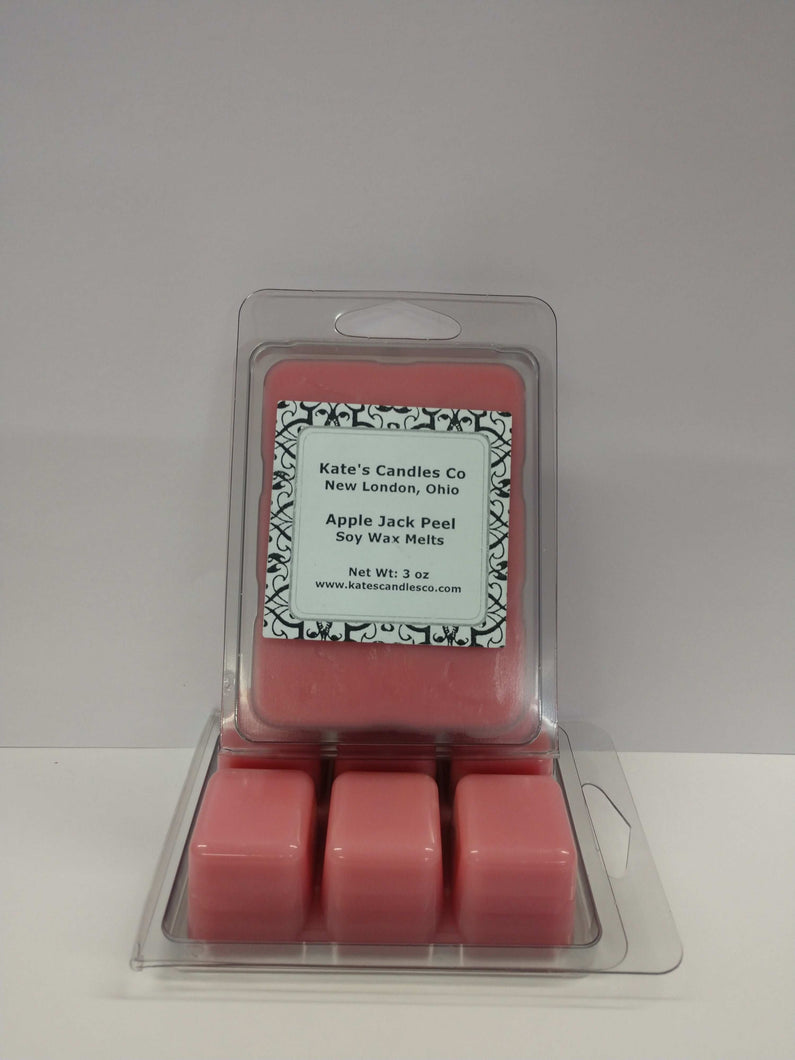 Kate's Candles Co
New London, Ohio
Apple Jack Peel
Soy Wax Melts
Net Wt: 3 oz
www.katescandlesco.com